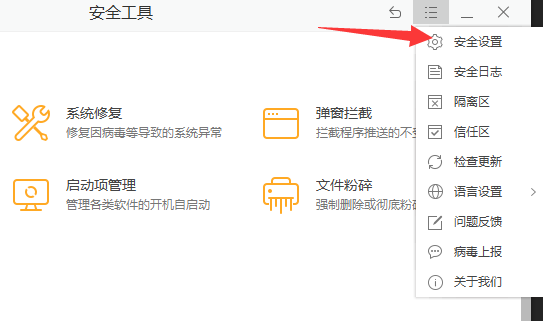 安全工具
安全设置
安全日志
隔离区
信任区
检查更新
语言设置
问题反馈
病毒上报
关于我们
系统修复
修复因病毒等导致的系统异常
弹窗拦截
拦截程序推送的不
启动项管理
管理各类软件的开机自启动
文件粉碎
强制删除或彻底粉